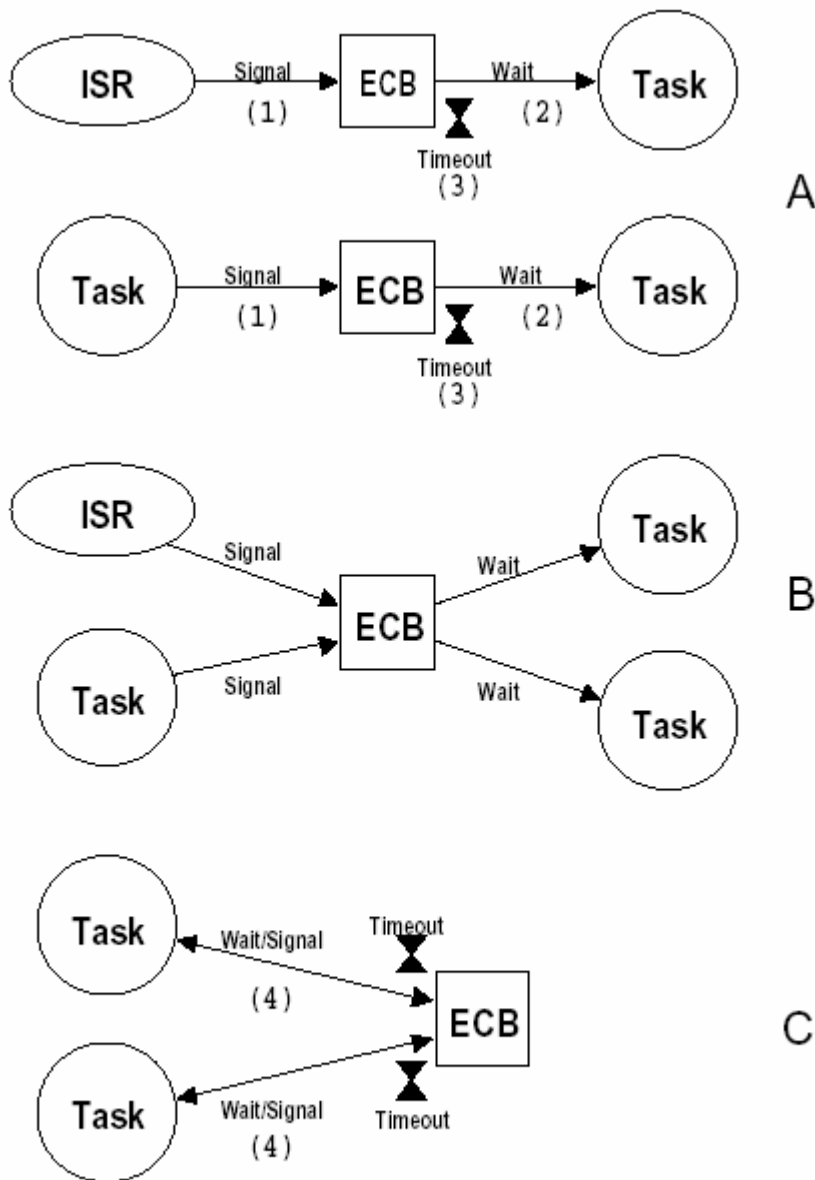 ISR
Signal
(1)
ECB
Wait
(2)
Timeout
(3)
Task
A
Task
Signal
(1)
ECB
Wait
(2)
Timeout
(3)
Task
ISR
Signal
Task
Signal
ECB
Wait
Task
Wait
Task
B
Task
Wait/Signal
(4)
Timeout
ECB
C
Task
Wait/Signal
(4)
Timeout